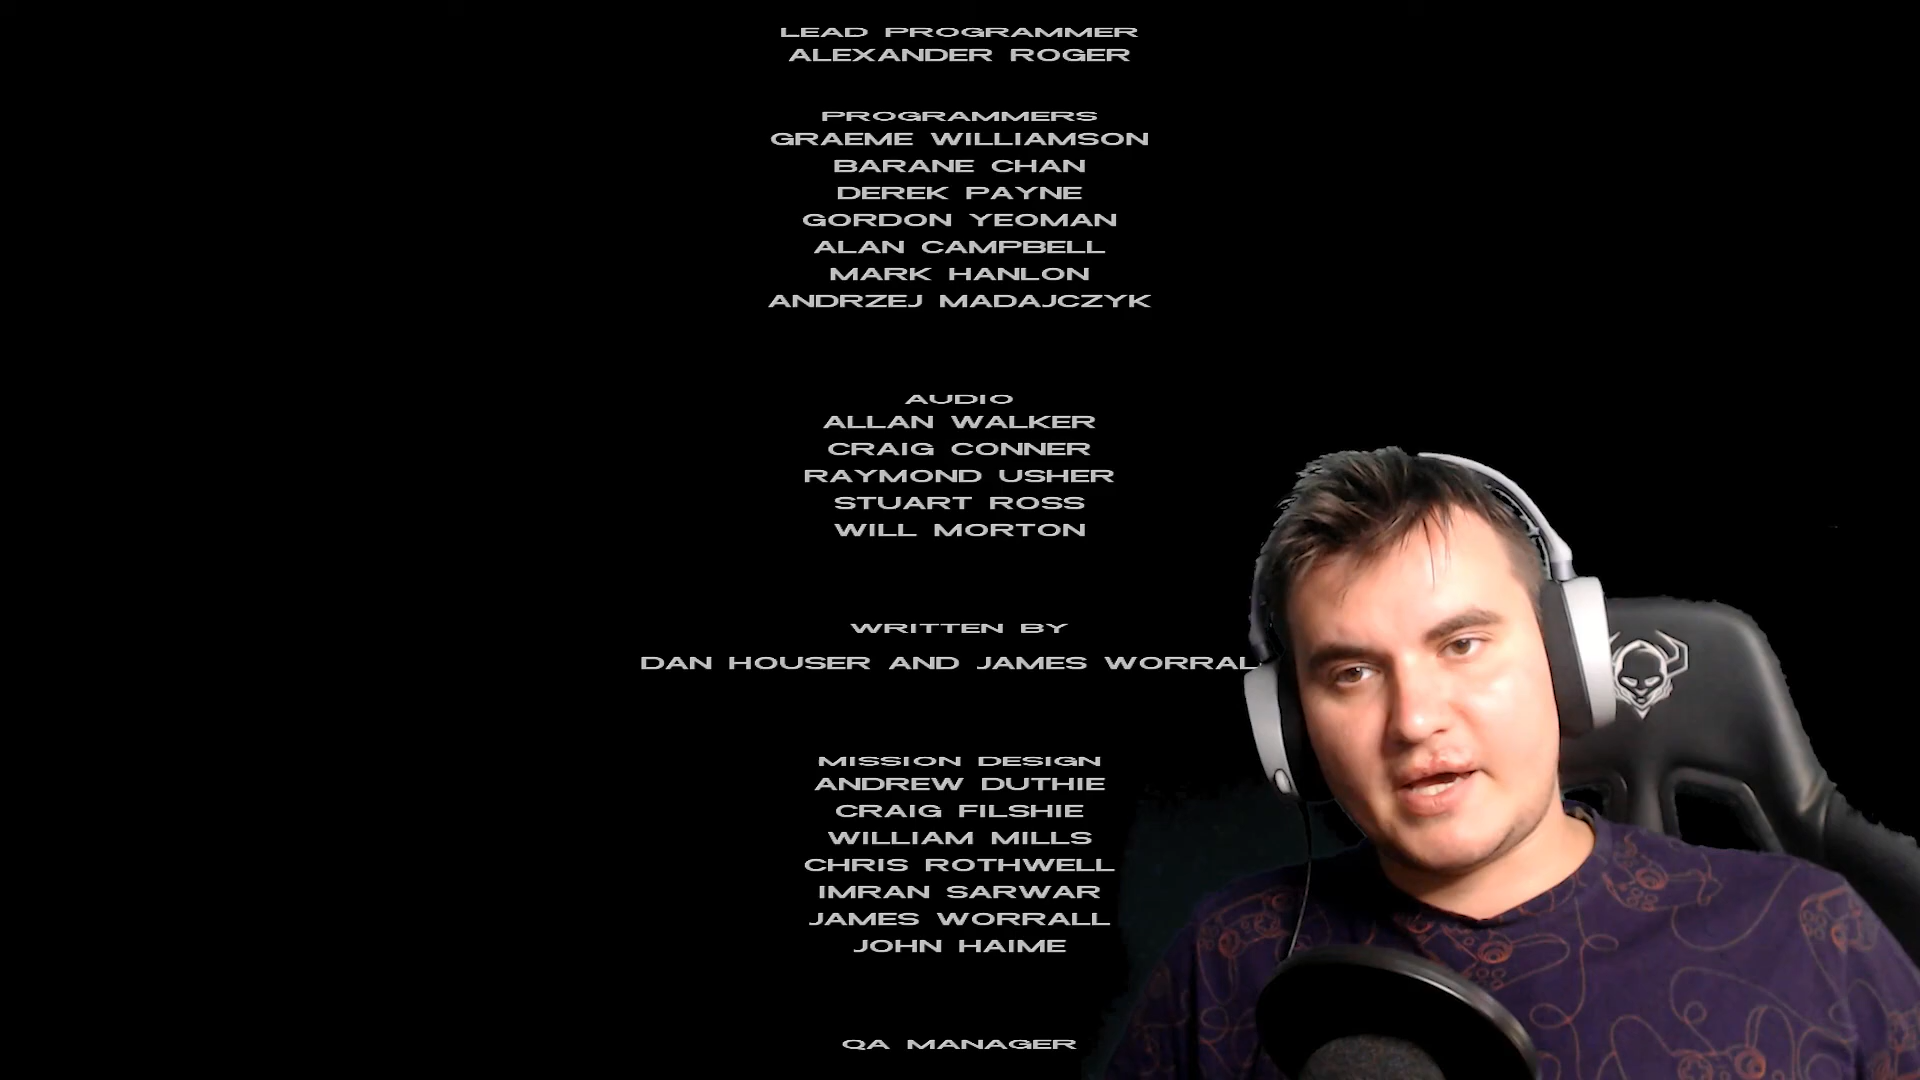 LEAD PROGRAMMER
ALEXANDER ROGER
PROGRAMMERS
GRAEME WILLIAMSON
BARANE CHAN
DEREK PAYNE
GORDON YEOMAN
ALAN CAMPBELL
MARK HANLON
ANDRZEJ MADAJCZYK
AUDIO
ALLAN WALKER
CRAIG CONNER
RAYMOND USHER
STUART ROSS
WILL MORTON
WRITTEN BY
DAN HOUSER AND JAMES WORRAL
MISSION DESIGN
ANDREW DUTHIE
CRAIG FILSHIE
WILLIAM MILLS
CHRIS ROTHWELL
IMRAN SARWAR
JAMES WORRALL
JOHN HAIME
QA MANAGER